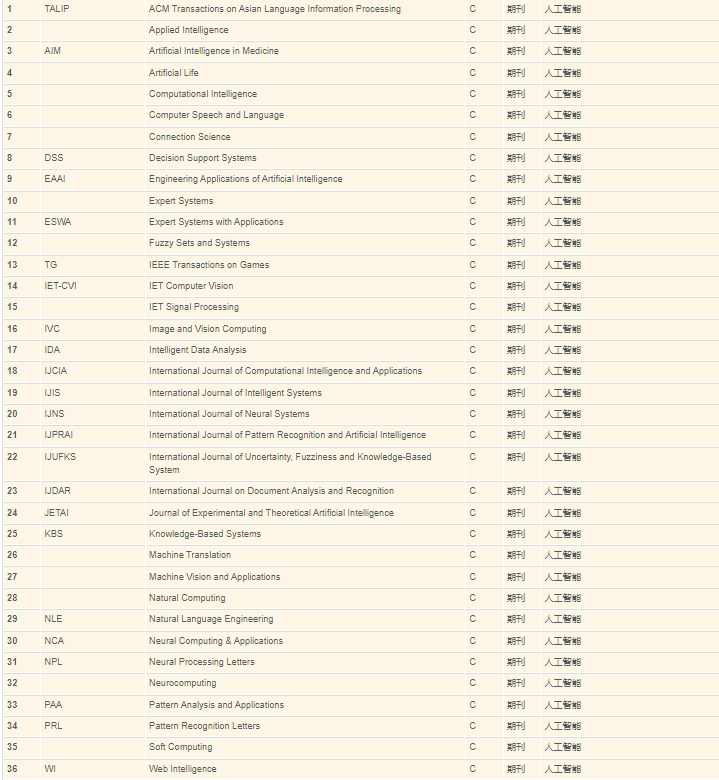 1 TALIP ACM Transactions on Asian Language Information Processing C 期刊 人工智能
2 Applied Intelligence C 期刊 人工智能
3 AIM Artificial Intelligence in Medicine C 期刊 人工智能
4 Artificial Life C 期刊 人工智能
5 Computational Intelligence C 期刊 人工智能
6 Computer Speech and Language C 期刊 人工智能
7 Connection Science C 期刊 人工智能
8 DSS Decision Support Systems C 期刊 人工智能
9 EAAI Engineering Applications of Artificial Intelligence C 期刊 人工智能
10 Expert Systems C 期刊 人工智能
11 ESWA Expert Systems with Applications C 期刊 人工智能
12 Fuzzy Sets and Systems C 期刊 人工智能
13 TG IEEE Transactions on Games C 期刊 人工智能
14 IET-CVI IET Computer Vision C 期刊 人工智能
15 IET Signal Processing C 期刊 人工智能
16 IVC Image and Vision Computing C 期刊 人工智能
17 IDA Intelligent Data Analysis C 期刊 人工智能
18 IJCIA International Journal of Computational Intelligence and Applications C 期刊 人工智能
19 IJIS International Journal of Intelligent Systems C 期刊 人工智能
20 IJNS International Journal of Neural Systems C 期刊 人工智能
21 IJPRAI International Journal of Pattern Recognition and Artificial Intelligence C 期刊 人工智能
22 IJUFKS International Journal of Uncertainty, Fuzziness and Knowledge-Based C 期刊 人工智能
System
23 IJDAR International Journal on Document Analysis and Recognition C 期刊 人工智能
24 JETAI Journal of Experimental and Theoretical Artificial Intelligence C 期刊 人工智能
25 KBS Knowledge-Based Systems C 期刊 人工智能
26 Machine Translation C 期刊 人工智能
27 Machine Vision and Applications C 期刊 人工智能
28 Natural Computing C 期刊 人工智能
29 NLE Natural Language Engineering C 期刊 人工智能
30 NCA Neural Computing & Applications C 期刊 人工智能
31 NPL Neural Processing Letters C 期刊 人工智能
32 Neurocomputing C 期刊 人工智能
33 PAA Pattern Analysis and Applications C 期刊 人工智能
34 PRL Pattern Recognition Letters C 期刊 人工智能
35 Soft Computing C 期刊 人工智能
36 WI Web Intelligence C 期刊 人工智能